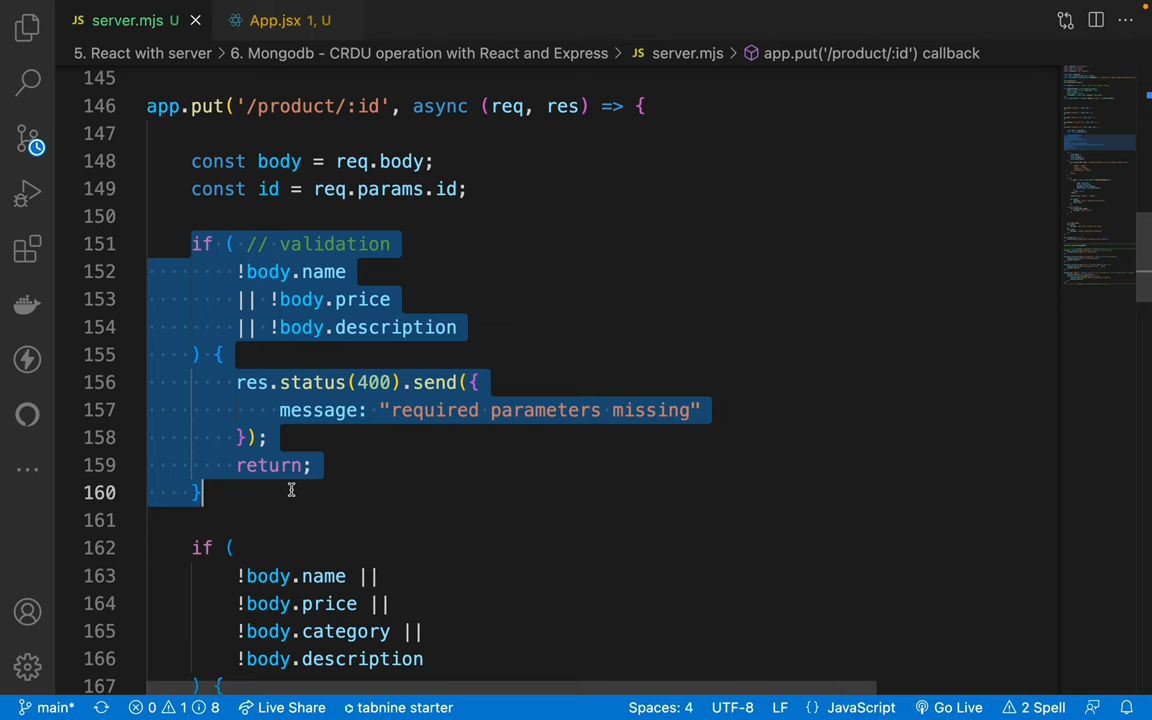 JS server.mjs U
App.jsx 1, U
5. React with server > 6. Mongodb - CRDU operation with React and Express > JS server.mjs > app.put('/product/:id') callback
145
146 app.put('/product/:id', async (req, res) => {
147
148 const body = req.body;
149 const id = req.params.id;
150
151 if ( // validation
152 !body.name
153 || !body.price
154 || !body.description
155 ) {
156 res.status(400).send({
157 message: "required parameters missing"
158 });
159 return;
160 }
161
162 if (
163 !body.name ||
164 !body.price ||
165 !body.category ||
166 !body.description
167 ) {
main* 0 1 8 Live Share tabnine starter Spaces: 4 UTF-8 LF {} JavaScript Go Live 2 Spell